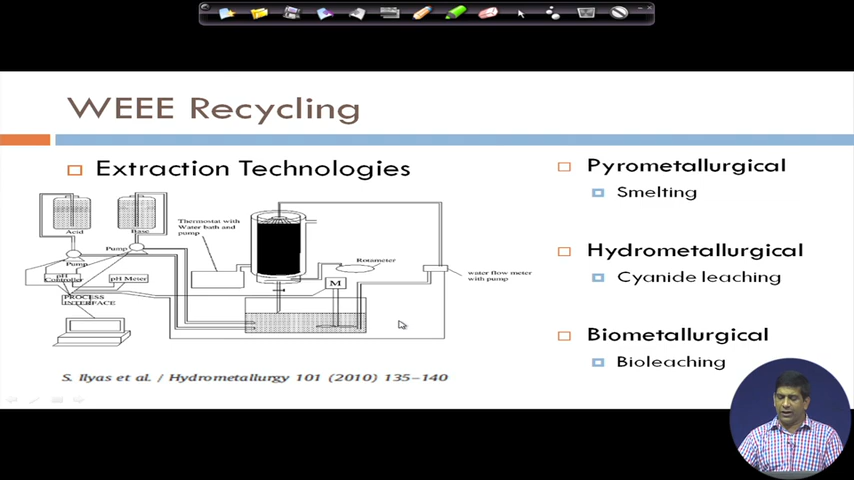 WEEE Recycling
Extraction Technologies
Acid
Base
Pump
Pump
pH
Controller
pH Meter
PROCESS
INTERFACE
Thermostat with
Water bath and
pump
Rotameter
M
water flow meter
with pump
S. Ilyas et al. / Hydrometallurgy 101 (2010) 135–140
Pyrometallurgical
Smelting
Hydrometallurgical
Cyanide leaching
Biometallurgical
Bioleaching